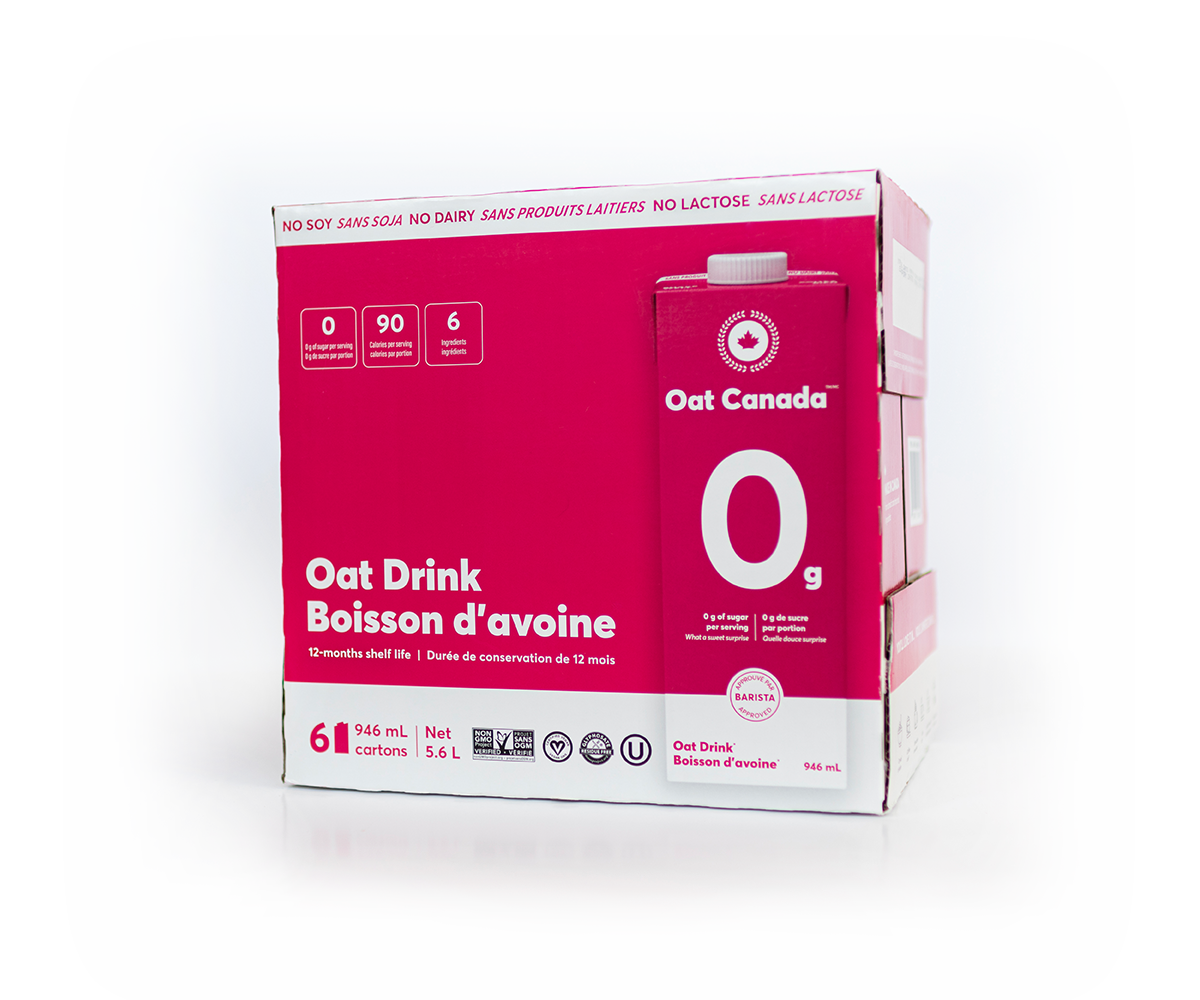 NO SOY SANS SOJA NO DAIRY SANS PRODUITS LAITIERS NO LACTOSE SANS LACTOSE
0
0 g of sugar per serving
0 g de sucre par portion
90
Calories per serving
calories par portion
6
Ingredients
ingrédients
Oat Canada
0 g
0 g of sugar
per serving
What a sweet surprise
0 g de sucre
par portion
Quelle douce surprise
Oat Drink
Boisson d'avoine
12-months shelf life | Durée de conservation de 12 mois
APPROUVÉ PAR
BARISTA
APPROVED
6
946 mL
cartons
Net
5.6 L
NON
GMO
Project
VERIFIED
PROJET
SANS
OGM
VÉRIFIÉ
GLYPHOSATE
RESIDUE FREE
U
Oat Drink*
Boisson d'avoine*
946 mL